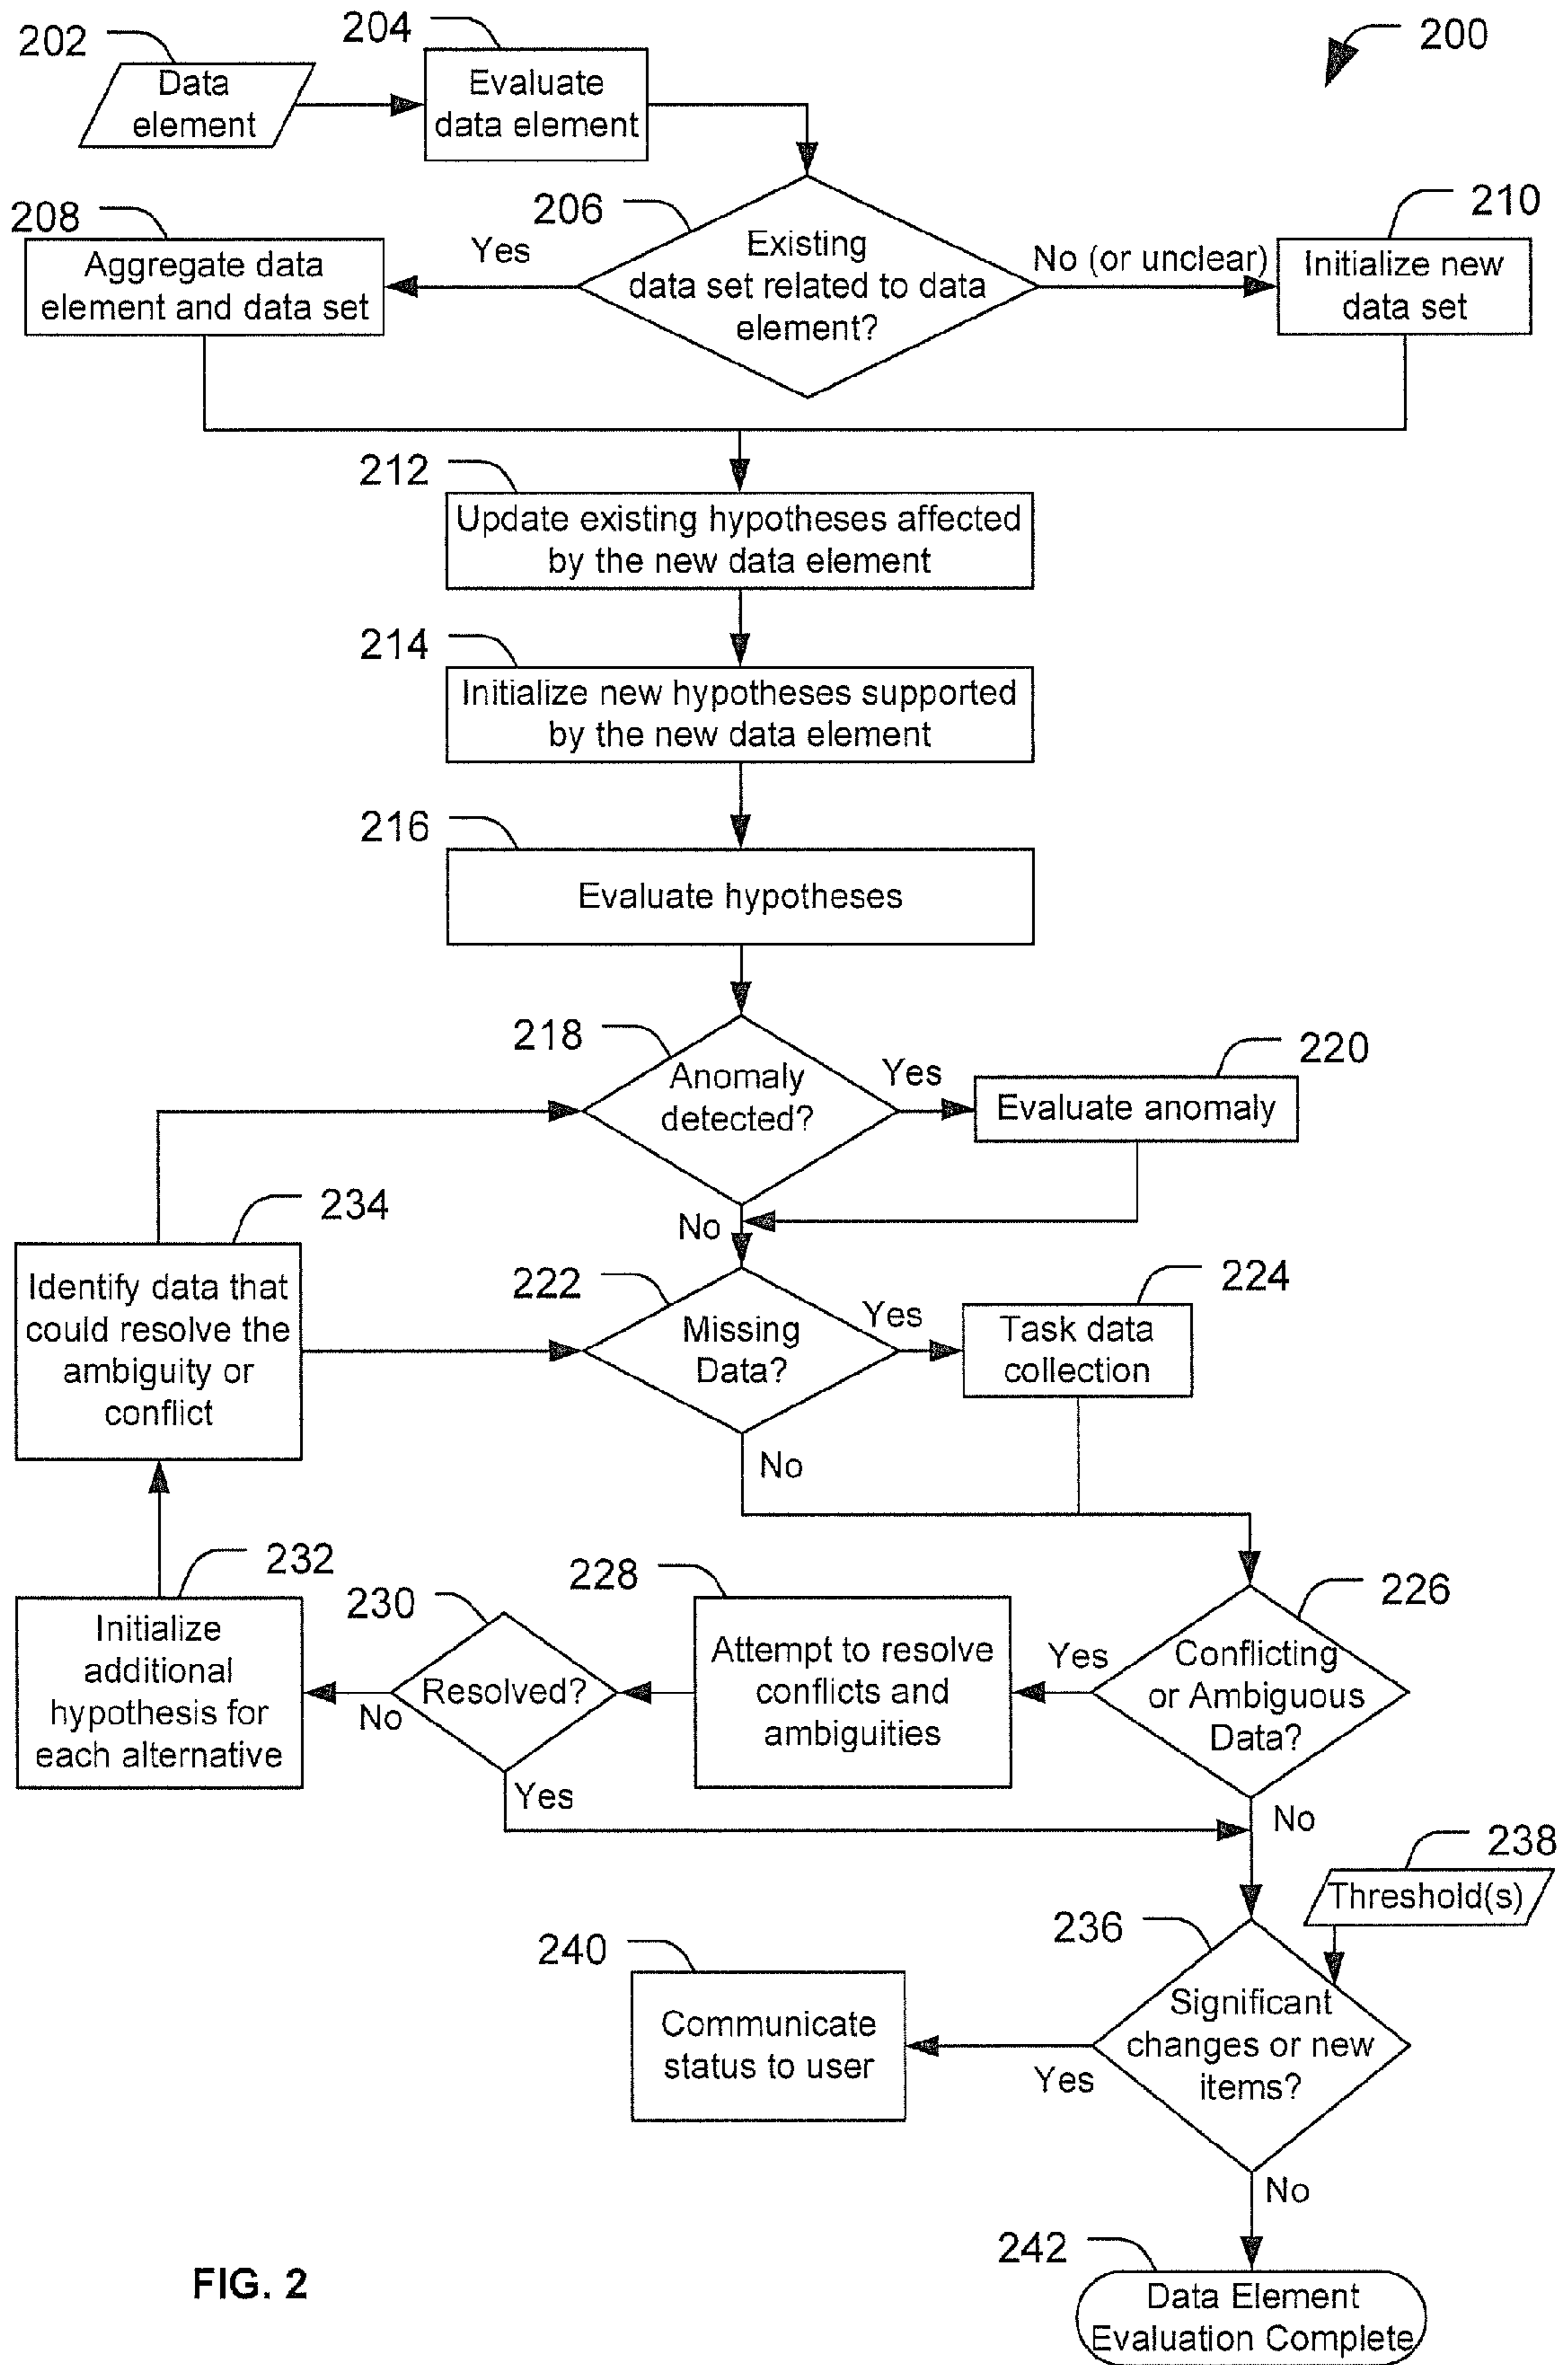 200
202
Data
element
204
Evaluate
data element
206
Existing
data set related to data
element?
Yes
No (or unclear)
208
Aggregate data
element and data set
210
Initialize new
data set
212
Update existing hypotheses affected
by the new data element
214
Initialize new hypotheses supported
by the new data element
216
Evaluate hypotheses
218
Anomaly
detected?
Yes
220
Evaluate anomaly
No
234
Identify data that
could resolve the
ambiguity or
conflict
222
Missing
Data?
Yes
224
Task data
collection
No
232
Initialize
additional
hypothesis for
each alternative
230
Resolved?
No
Yes
228
Attempt to resolve
conflicts and
ambiguities
Yes
226
Conflicting
or Ambiguous
Data?
No
238
Threshold(s)
236
Significant
changes or new
items?
Yes
240
Communicate
status to user
No
242
Data Element
Evaluation Complete
FIG. 2